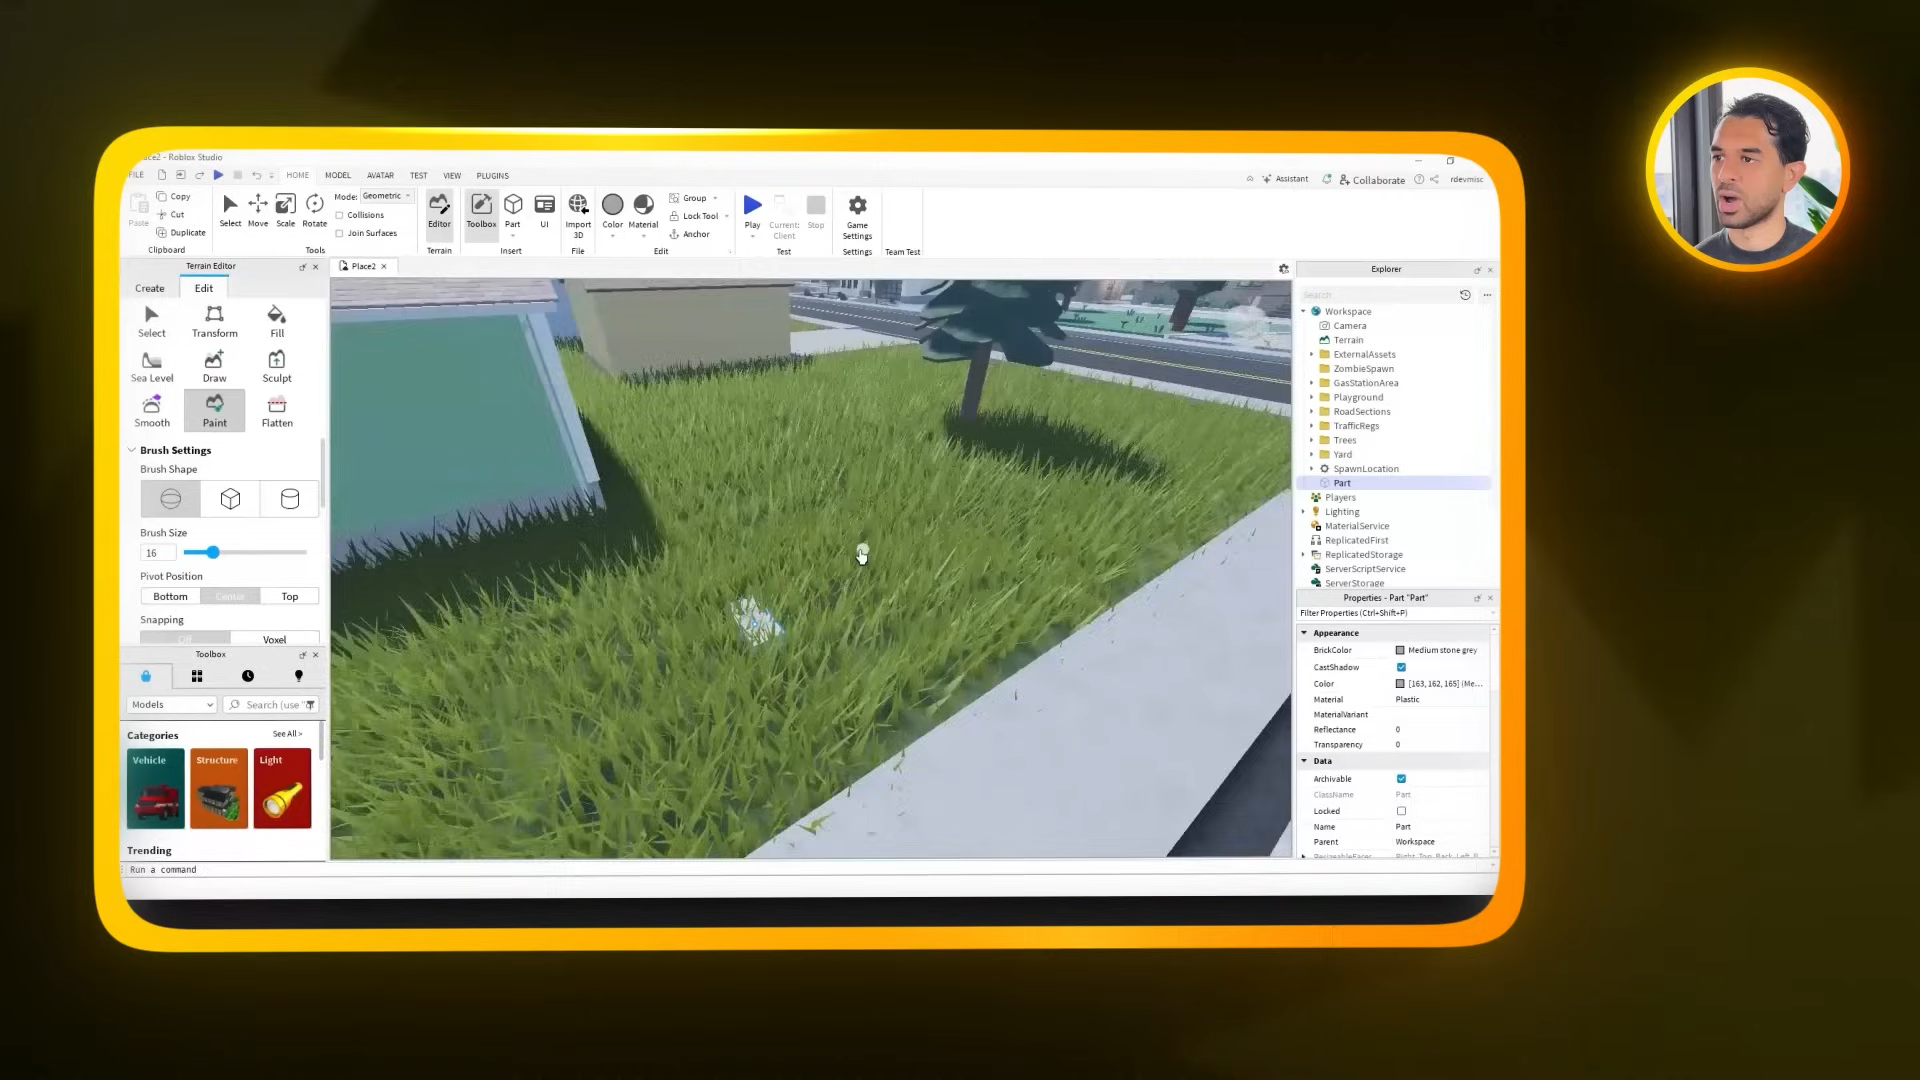 ce2 - Roblox Studio
FILE HOME MODEL AVATAR TEST VIEW PLUGINS Assistant Collaborate rdevmisc
Paste Copy Cut Duplicate Clipboard
Select Move Scale Rotate Tools
Mode: Geometric Collisions Join Surfaces
Editor Terrain
Toolbox Part UI Insert
Import 3D File
Color Material Group Lock Tool Anchor Edit
Play Current: Client Stop Test
Game Settings Settings
Team Test
Terrain Editor
Create Edit
Select Transform Fill
Sea Level Draw Sculpt
Smooth Paint Flatten
Brush Settings
Brush Shape
Brush Size
16
Pivot Position
Bottom Center Top
Snapping
Off Voxel
Toolbox
Models Search (use
Categories See All >
Vehicle Structure Light
Trending
Run a command
Place2
Explorer
Search
Workspace
Camera
Terrain
ExternalAssets
ZombieSpawn
GasStationArea
Playground
RoadSections
TrafficRegs
Trees
Yard
SpawnLocation
Part
Players
Lighting
MaterialService
ReplicatedFirst
ReplicatedStorage
ServerScriptService
ServerStorage
Properties - Part "Part"
Filter Properties (Ctrl+Shift+P)
Appearance
BrickColor Medium stone grey
CastShadow
Color [163, 162, 165] (Me...
Material Plastic
MaterialVariant
Reflectance 0
Transparency 0
Data
Archivable
ClassName Part
Locked
Name Part
Parent Workspace